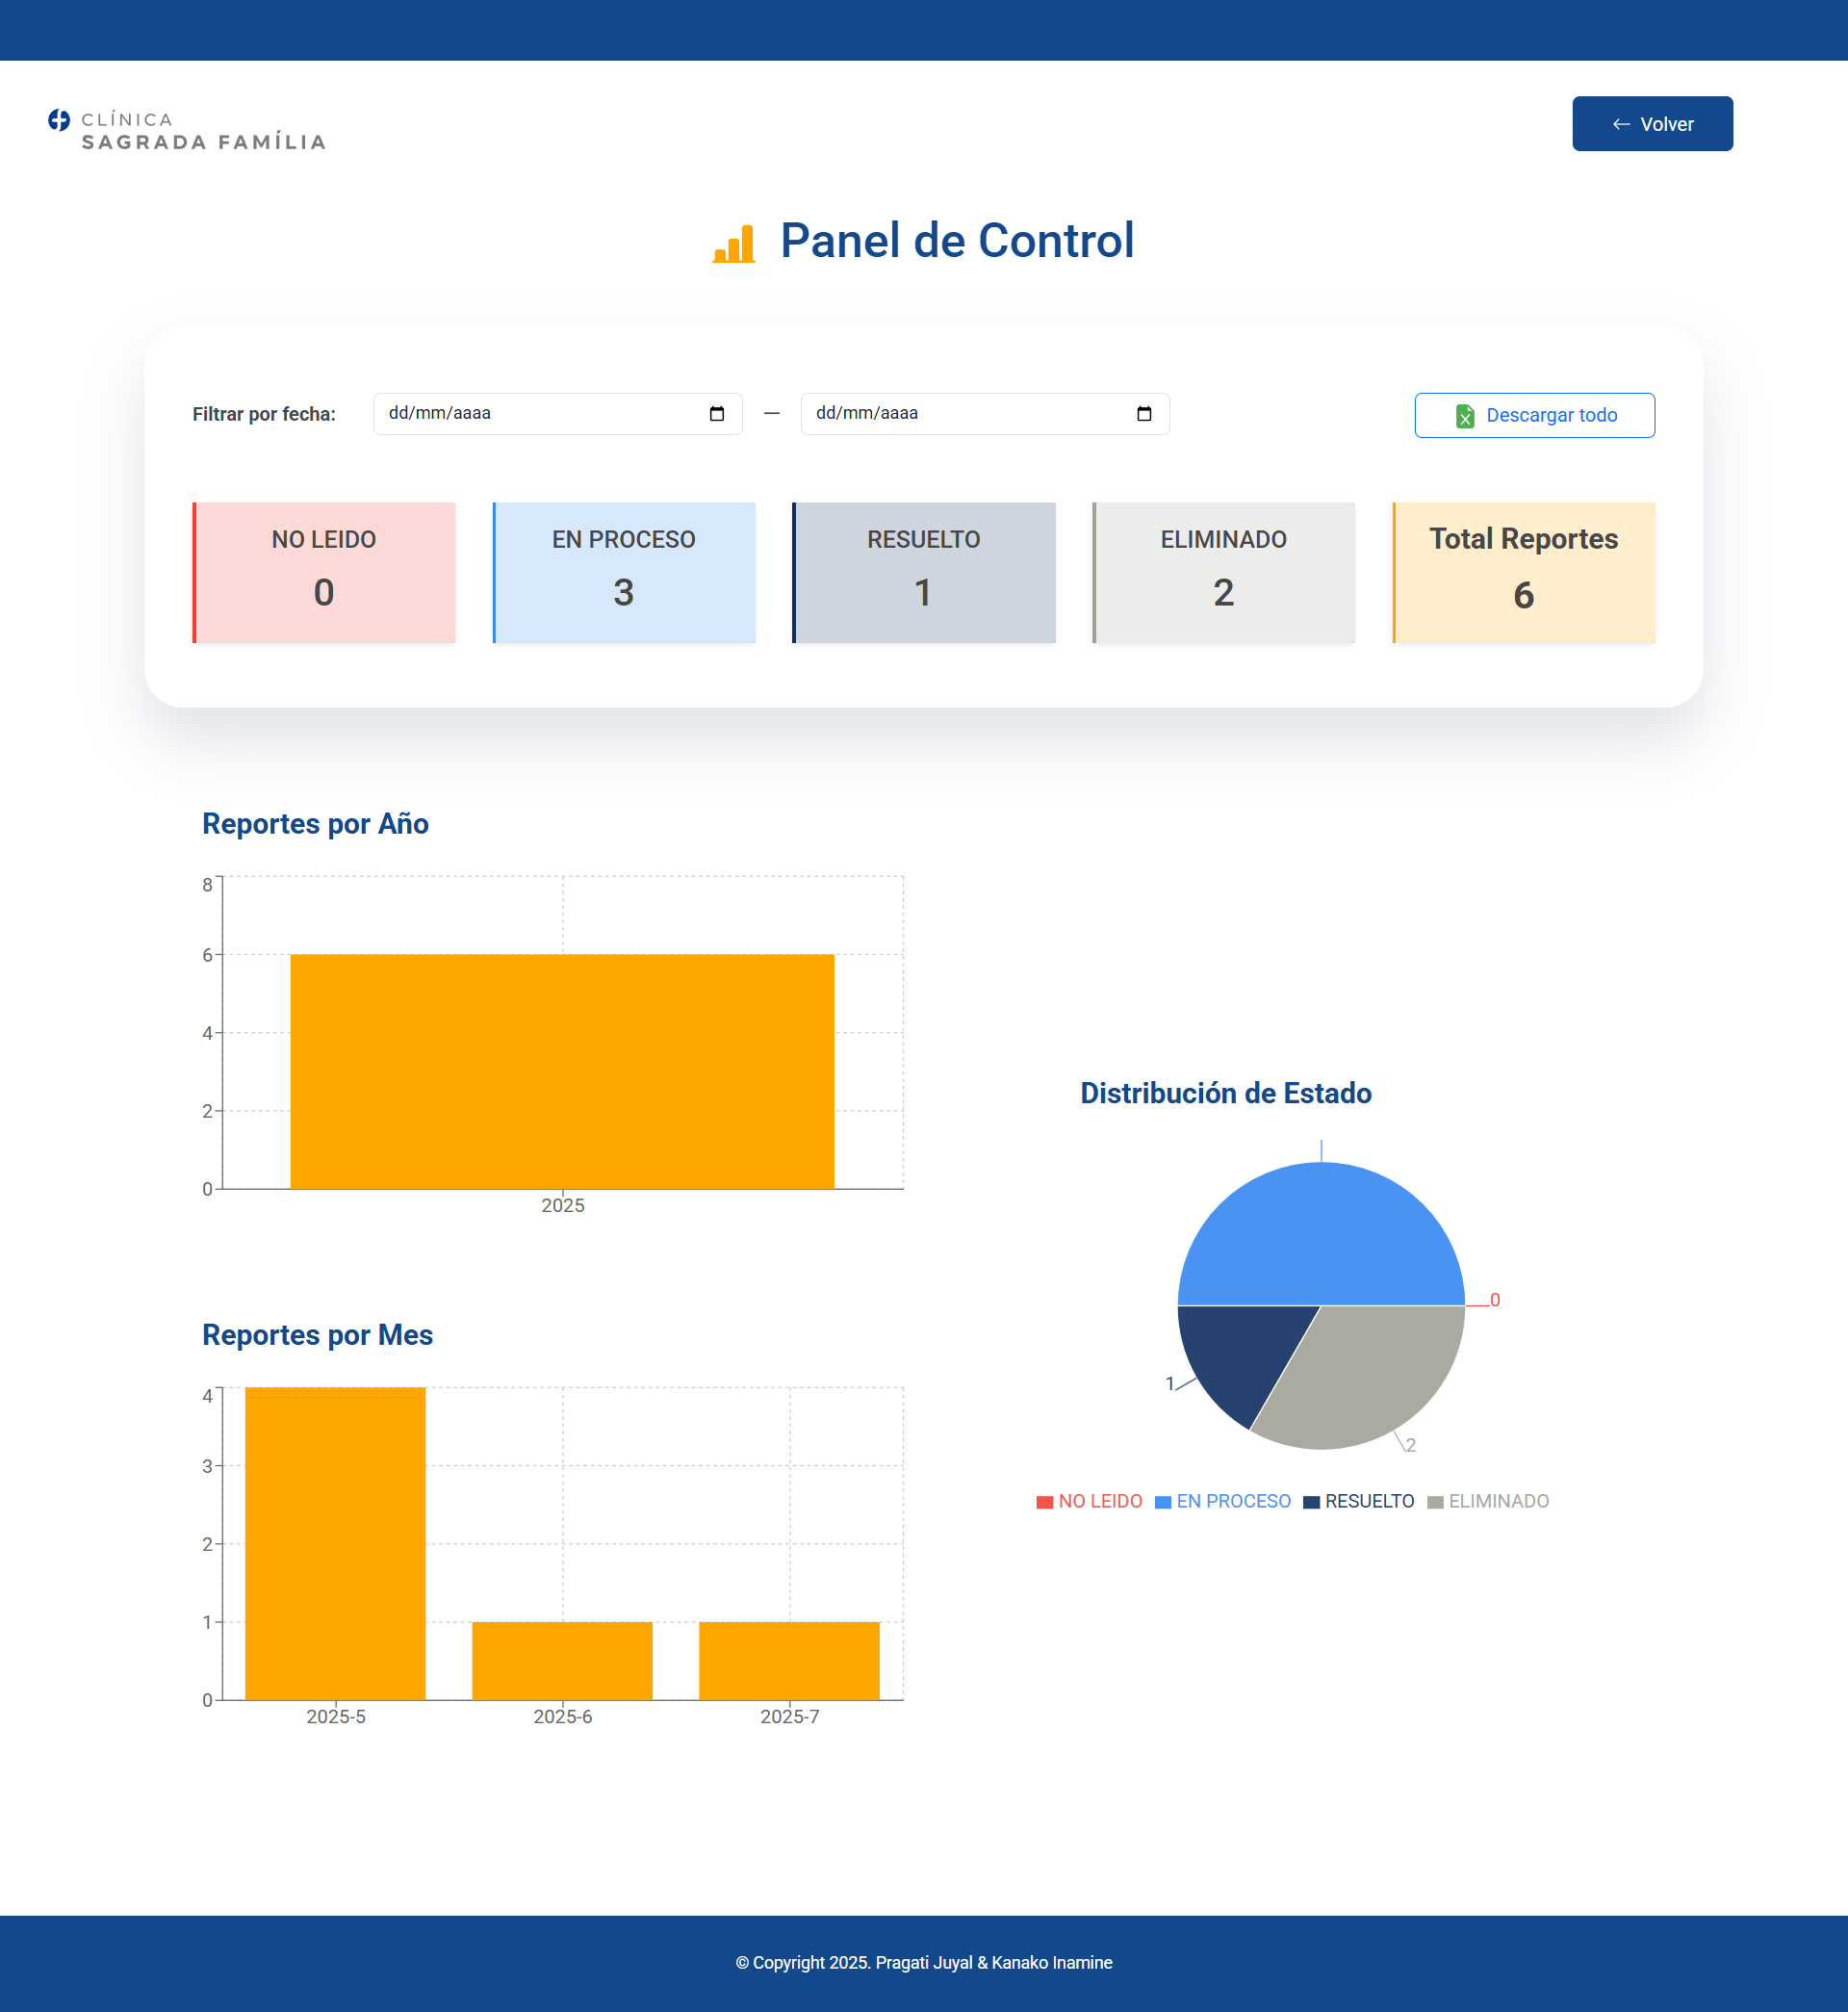 CLÍNICA
SAGRADA FAMÍLIA
← Volver
Panel de Control
Filtrar por fecha: dd/mm/aaaa — dd/mm/aaaa Descargar todo
NO LEIDO EN PROCESO RESUELTO ELIMINADO Total Reportes
0 3 1 2 6
Reportes por Año
8
6
4
2
0
2025
Distribución de Estado
0
1
2
NO LEIDO EN PROCESO RESUELTO ELIMINADO
Reportes por Mes
4
3
2
1
0
2025-5 2025-6 2025-7
© Copyright 2025. Pragati Juyal & Kanako Inamine